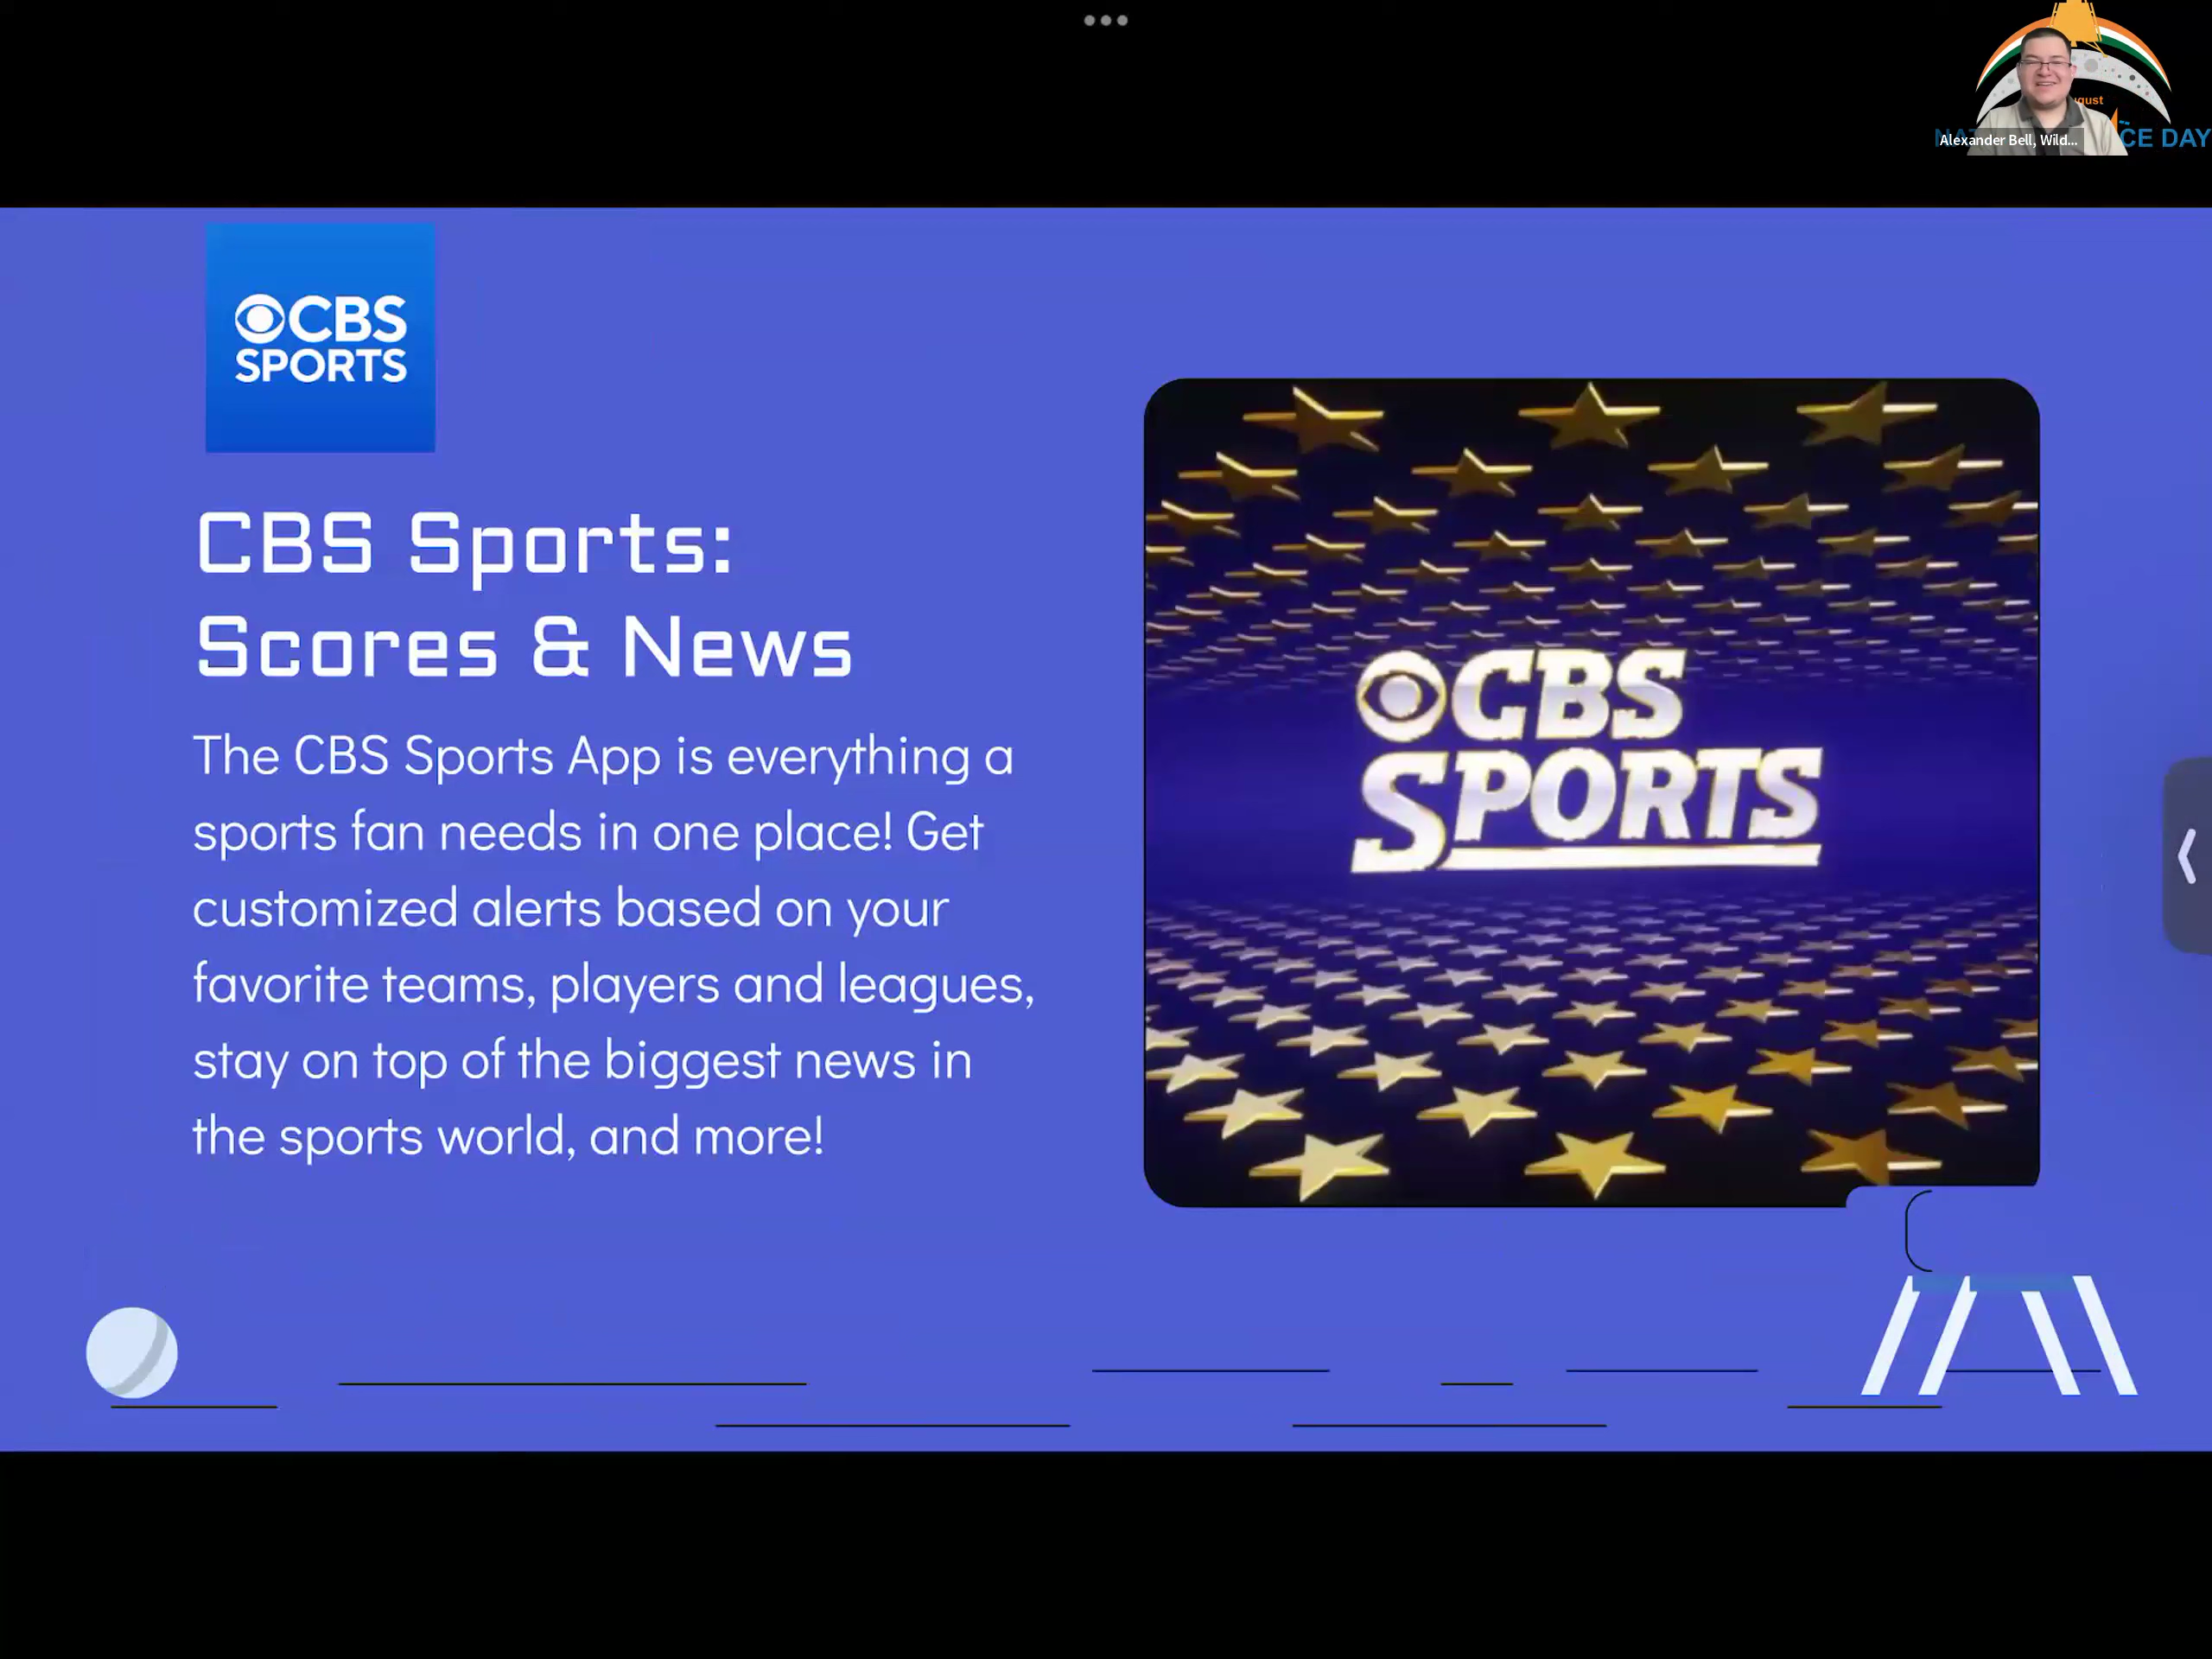 ugust
NA CE DAY
Alexander Bell, Wild...
CBS
SPORTS
CBS Sports:
Scores & News
The CBS Sports App is everything a
sports fan needs in one place! Get
customized alerts based on your
favorite teams, players and leagues,
stay on top of the biggest news in
the sports world, and more!
CBS
SPORTS